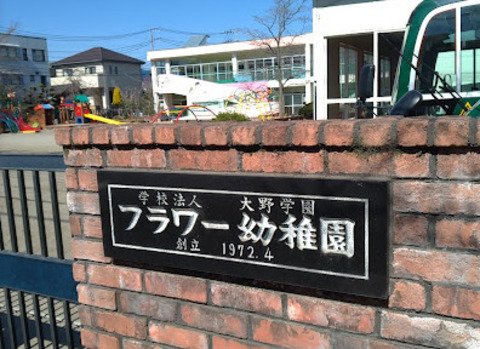 学校法人 大野学園
フラワー幼稚園
創立 1972.4